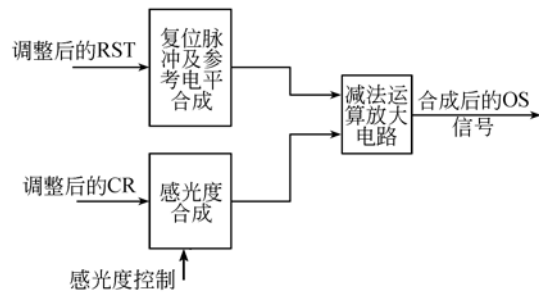 调整后的RST
复位脉
冲及参
考电平
合成
减法运
算放大
电路
合成后的OS
信号
调整后的CR
感光度
合成
感光度控制